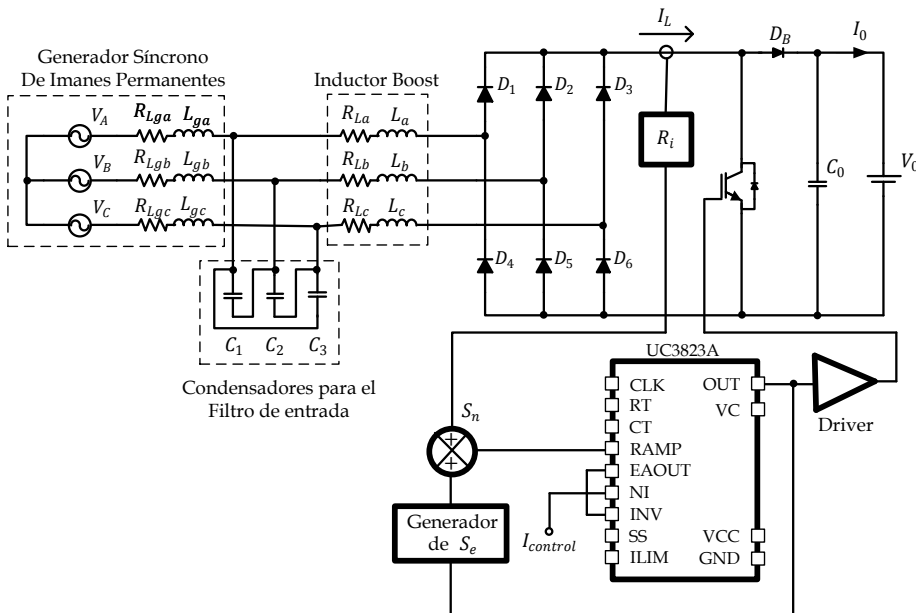 Generador Síncrono
De Imanes Permanentes
Inductor Boost
I_L
D_B
I_0
V_A
R_Lga
L_ga
R_La
L_a
D_1
D_2
D_3
R_i
V_B
R_Lgb
L_gb
R_Lb
L_b
C_0
V_0
V_C
R_Lgc
L_gc
R_Lc
L_c
D_4
D_5
D_6
C_1
C_2
C_3
Condensadores para el
Filtro de entrada
UC3823A
CLK
OUT
RT
VC
CT
RAMP
EAOUT
NI
INV
SS
VCC
ILIM
GND
Driver
S_n
Generador
de S_e
I_control